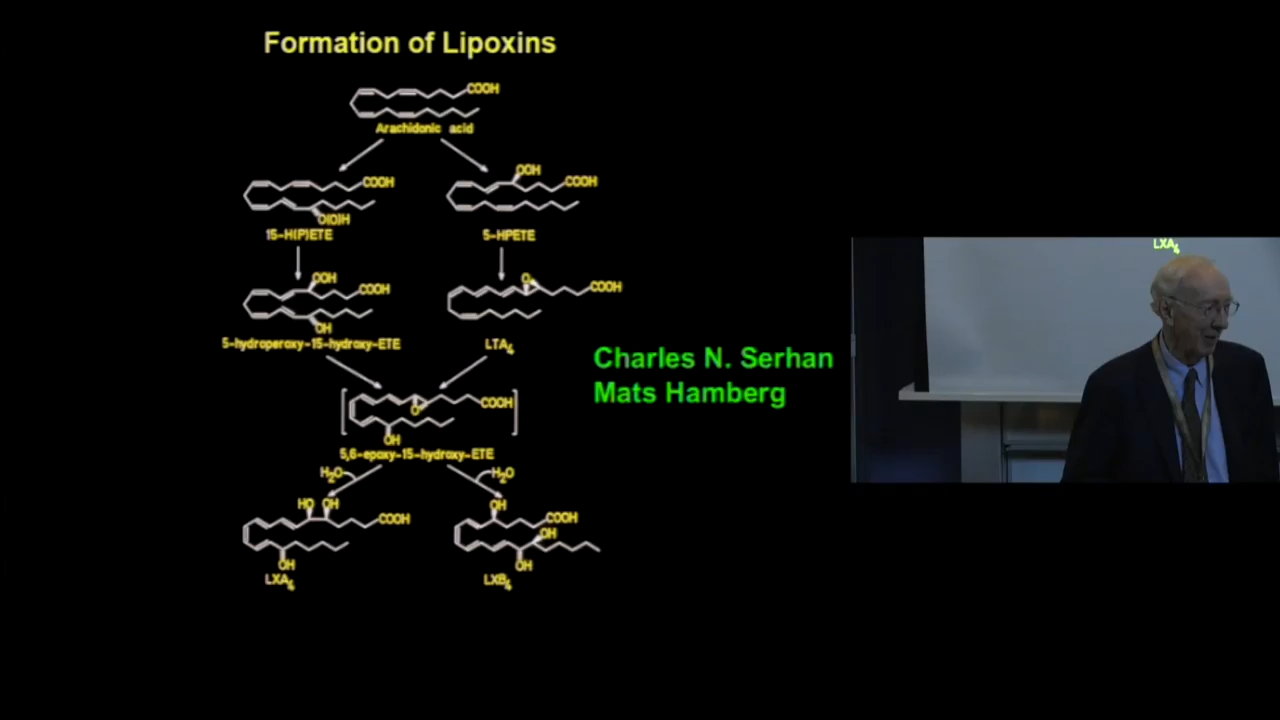 Formation of Lipoxins
COOH
Arachidonic acid
COOH
O(O)H
15-H(P)ETE
OOH
COOH
5-HPETE
OOH
COOH
OH
5-hydroperoxy-15-hydroxy-ETE
O
COOH
LTA4
Charles N. Serhan
Mats Hamberg
O
COOH
OH
5,6-epoxy-15-hydroxy-ETE
H2O
H2O
HO OH
COOH
OH
LXA4
OH
COOH
OH
OH
LXB4
LXA4